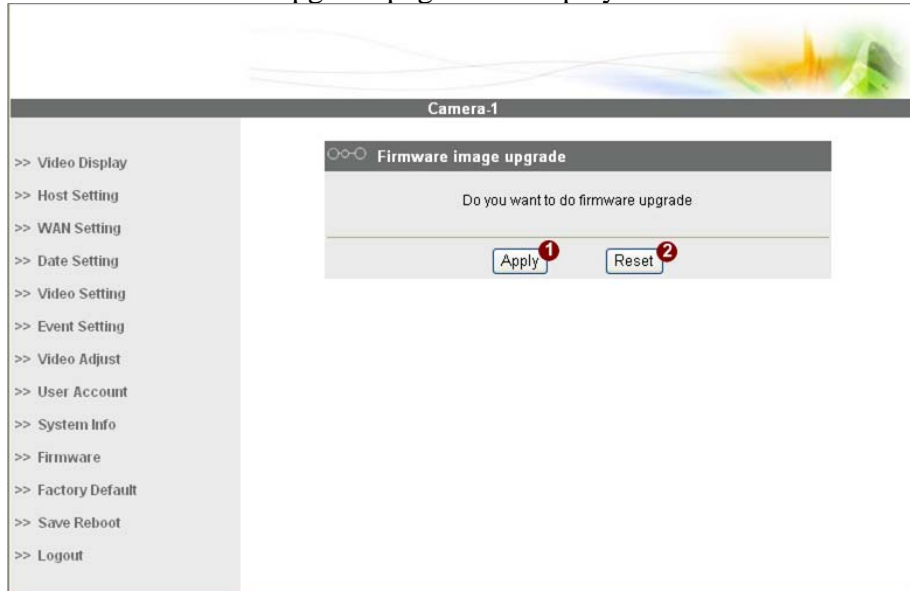 Camera-1
>> Video Display
>> Host Setting
>> WAN Setting
>> Date Setting
>> Video Setting
>> Event Setting
>> Video Adjust
>> User Account
>> System Info
>> Firmware
>> Factory Default
>> Save Reboot
>> Logout
Firmware image upgrade
Do you want to do firmware upgrade
Apply 1 Reset 2